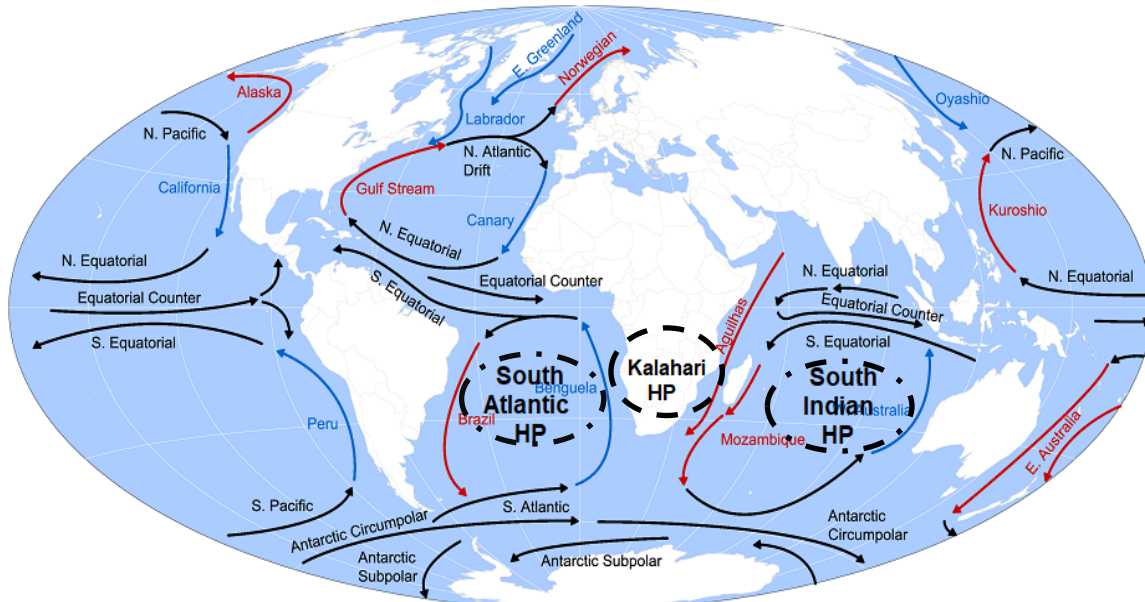 E. Greenland
Norwegian
Alaska
Oyashio
Labrador
N. Pacific
N. Atlantic
Drift
N. Pacific
California
Gulf Stream
Canary
Kuroshio
N. Equatorial
N. Equatorial
Equatorial Counter
S. Equatorial
S. Equatorial
Equatorial Counter
N. Equatorial
Equatorial Counter
S. Equatorial
N. Equatorial
Aguilhas
South
Atlantic
HP
Benguela
Kalahari
HP
South
Indian
HP
Australia
Peru
Brazil
Mozambique
E. Australia
S. Pacific
S. Atlantic
Antarctic Circumpolar
Antarctic
Circumpolar
Antarctic
Subpolar
Antarctic Subpolar